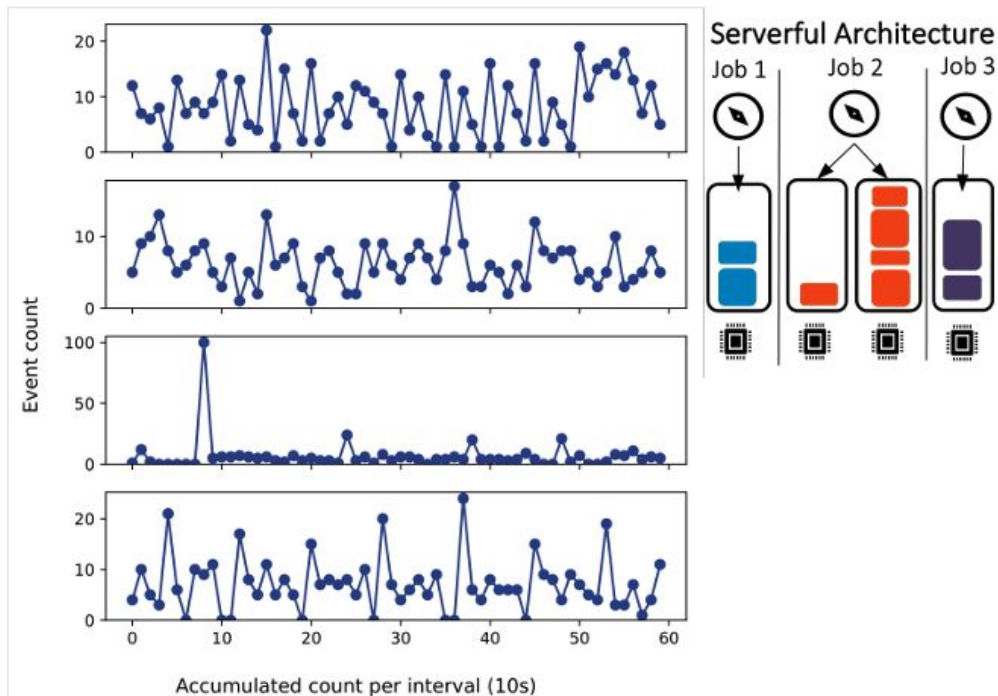 20
10
0
10
0
100
50
0
20
10
0
0 10 20 30 40 50 60
Event count
Accumulated count per interval (10s)
Serverful Architecture
Job 1 Job 2 Job 3